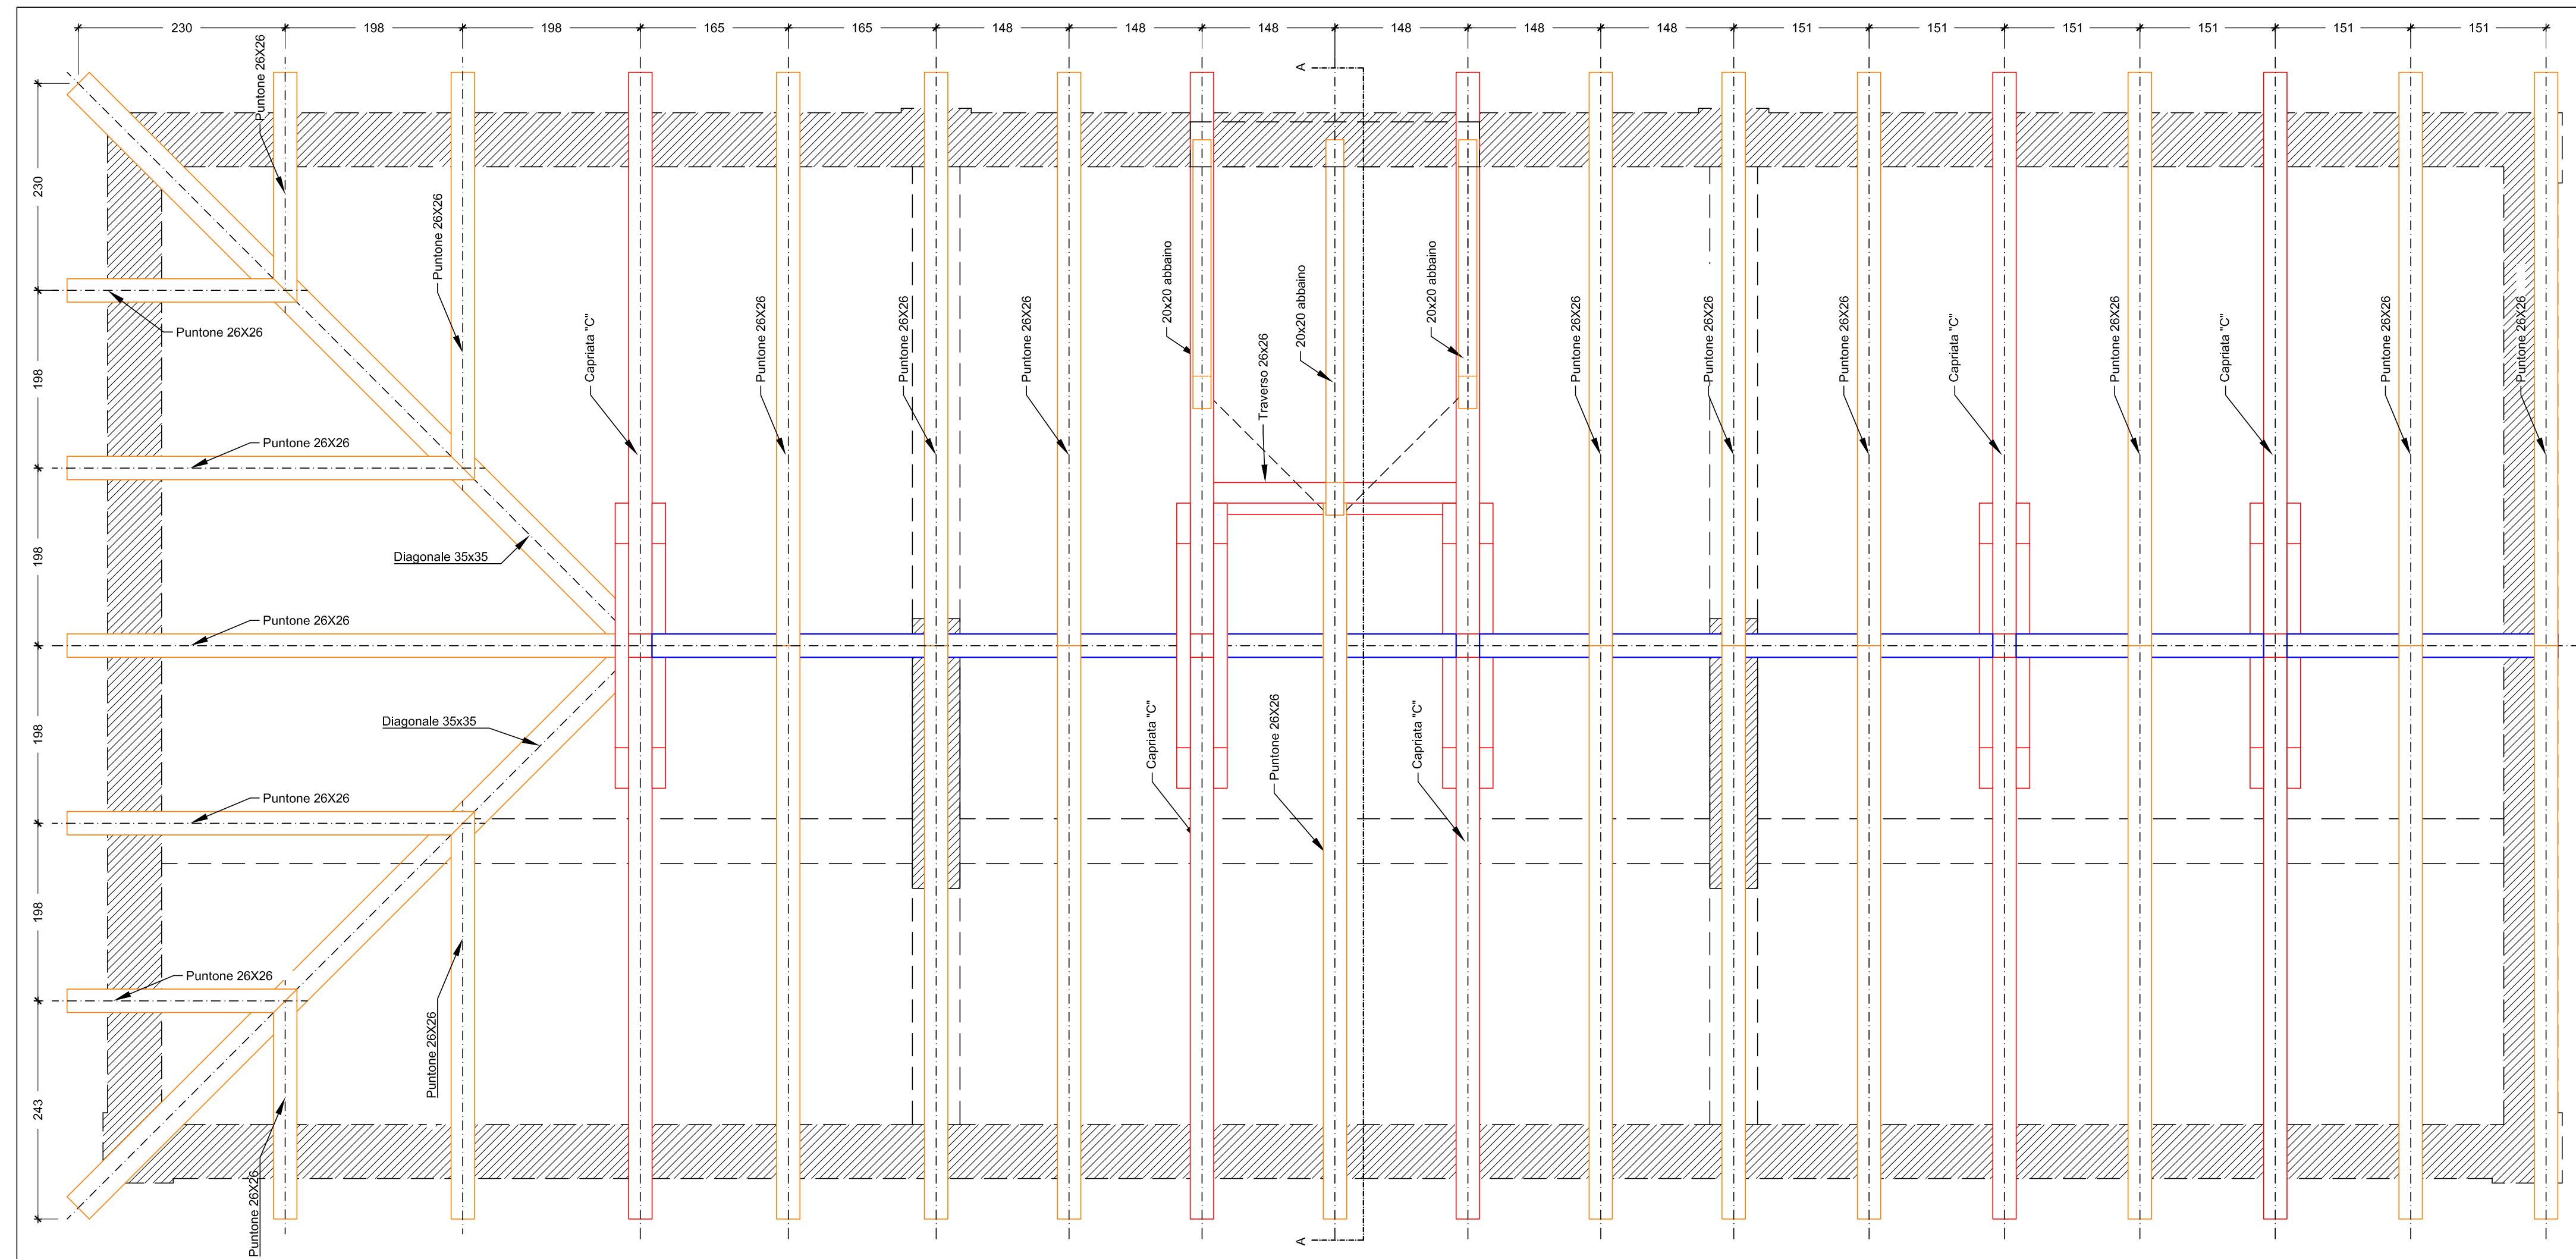 230 198 198 165 165 148 148 148 148 148 148 151 151 151 151 151 151
A
Puntone 26X26
230
Puntone 26X26
20x20 abbaino
20x20 abbaino
20x20 abbaino
Puntone 26X26
Capriata "C"
Puntone 26X26
Puntone 26X26
Puntone 26X26
Traverso 26x26
Puntone 26X26
Puntone 26X26
Puntone 26X26
Capriata "C"
Puntone 26X26
Capriata "C"
Puntone 26X26
Puntone 26X26
198
Puntone 26X26
198
Diagonale 35x35
Puntone 26X26
198
Diagonale 35x35
Capriata "C"
Puntone 26X26
Capriata "C"
Puntone 26X26
198
Puntone 26X26
Puntone 26X26
243
Puntone 26X26
A